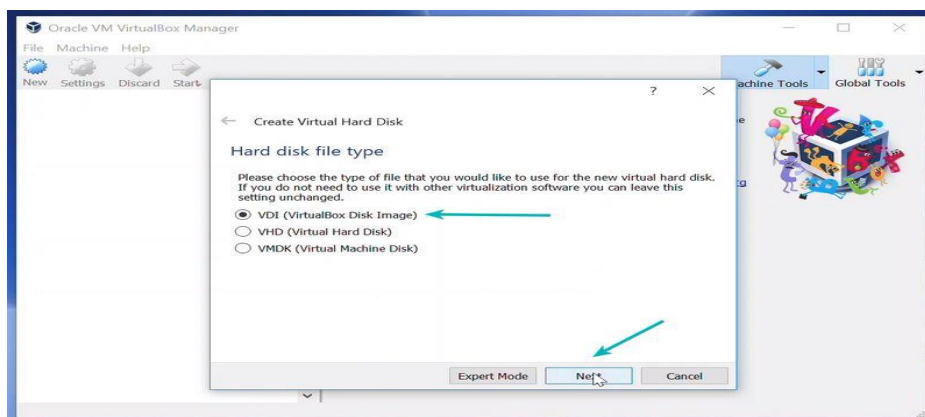 Oracle VM VirtualBox Manager
File Machine Help
New Settings Discard Start
achine Tools Global Tools
?
Create Virtual Hard Disk
Hard disk file type
Please choose the type of file that you would like to use for the new virtual hard disk.
If you do not need to use it with other virtualization software you can leave this
setting unchanged.
VDI (VirtualBox Disk Image)
VHD (Virtual Hard Disk)
VMDK (Virtual Machine Disk)
Expert Mode Next Cancel